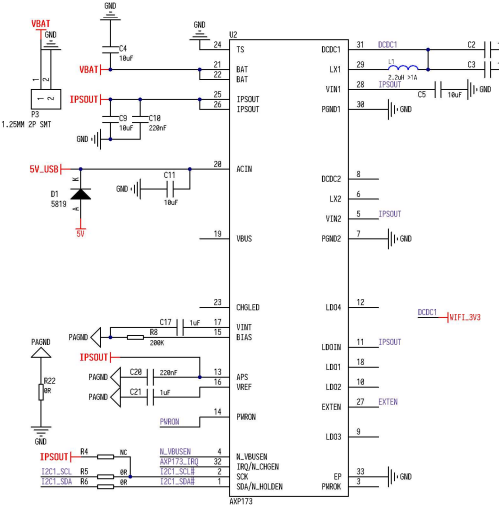 VBAT
GND
GND
C4
10uF
VBAT
1
2
1 2
P3
1.25MM 2P SMT
IPSOUT
C9
10uF
C10
220nF
GND
5V_USB
K
D1
5819
A
5V
C11
GND
10uF
GND
U2
24 TS
21 BAT
22 BAT
25 IPSOUT
26 IPSOUT
20 ACIN
19 VBUS
23 CHGLED
17 VINT
15 BIAS
13 APS
16 VREF
14 PWRON
4 N_VBUSEN
32 IRQ/N_CHGEN
2 SCK
1 SDA/N_HOLDEN
AXP173
DCDC1 31 DCDC1
LX1 29
VIN1 28 IPSOUT
PGND1 30 GND
L1
2.2uH >1A
C2
C3
C5
10uF
GND
DCDC2 8
LX2 6
VIN2 5 IPSOUT
PGND2 7 GND
LDO4 12
DCDC1
WIFI_3V3
LDOIN 11 IPSOUT
LDO1 18
LDO2 10
EXTEN 27 EXTEN
LDO3 9
EP 33 GND
PWROK 3
C17 1uF
PAGND
R8
200K
PAGND
IPSOUT
PAGND
C20 220nF
PAGND
C21 1uF
R22
0R
GND
PWRON
IPSOUT R4 NC
N_VBUSEN
AXP173_IRQ
I2C1_SCL R5 0R I2C1_SCL#
I2C1_SDA R6 0R I2C1_SDA#